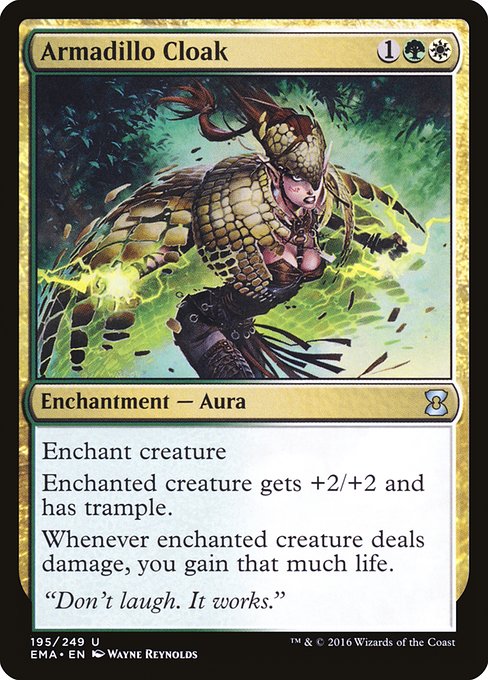 Armadillo Cloak 1
Enchantment — Aura
Enchant creature
Enchanted creature gets +2/+2 and
has trample.
Whenever enchanted creature deals
damage, you gain that much life.
“Don’t laugh. It works.”
195/249 U
EMA • EN Wayne Reynolds
™ & © 2016 Wizards of the Coast